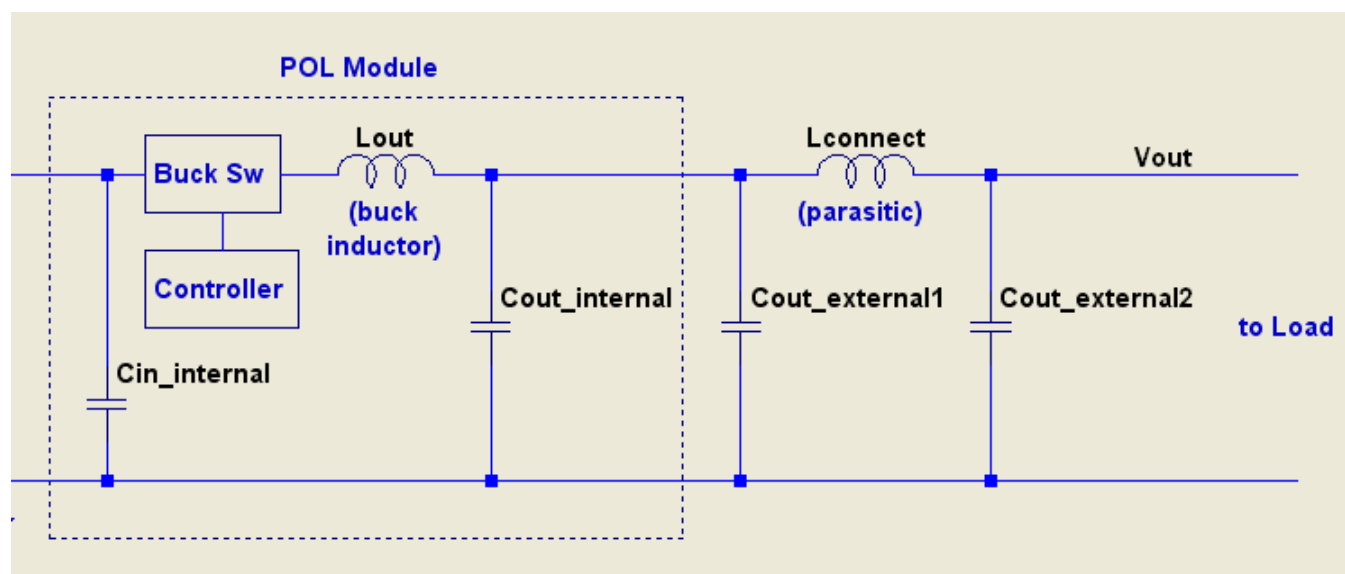 POL Module
Lout
Lconnect
Vout
Buck Sw
(buck
inductor)
(parasitic)
Controller
Cout_internal
Cout_external1
Cout_external2
to Load
Cin_internal